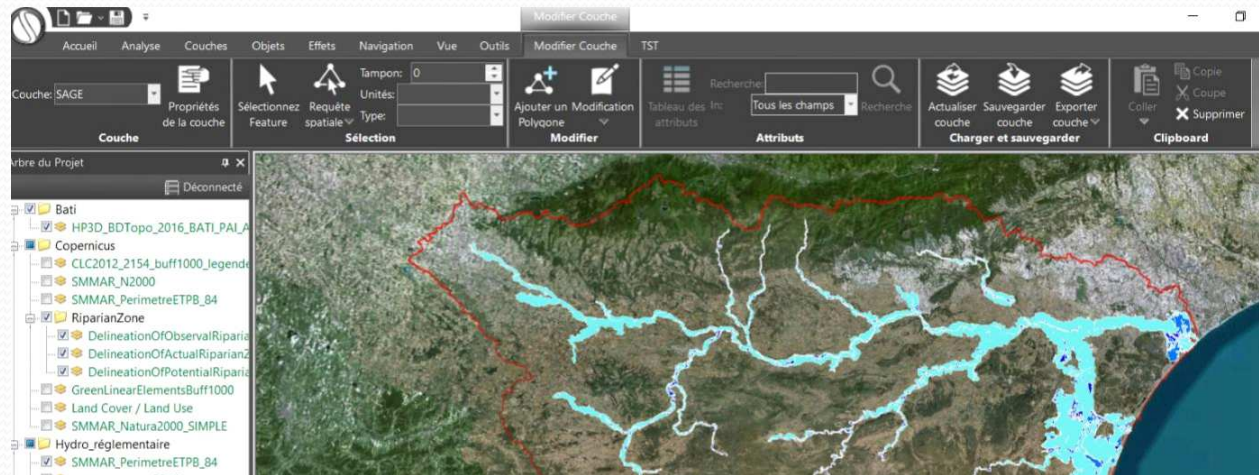 Modifier Couche
Accueil Analyse Couches Objets Effets Navigation Vue Outils Modifier Couche TST
Couche: SAGE
Propriétés
de la couche
Couche
Sélectionnez
Feature
Requête
spatiale
Tampon: 0
Unités:
Type:
Sélection
Ajouter un
Polygone
Modification
Modifier
Tableau des
attributs
Recherche:
In: Tous les champs
Recherche
Attributs
Actualiser
couche
Sauvegarder
couche
Exporter
couche
Charger et sauvegarder
Coller
Copie
Coupe
Supprimer
Clipboard
Arbre du Projet
Déconnecté
Bati
HP3D_BDTopo_2016_BATI_PAI_A
Copernicus
CLC2012_2154_buff1000_legende
SMMAR_N2000
SMMAR_PerimetreETPB_84
RiparianZone
DelineationOfObservalRiparia
DelineationOfActualRiparian
DelineationOfPotentialRiparia
GreenLinearElementsBuff1000
Land Cover / Land Use
SMMAR_Natura2000_SIMPLE
Hydro_réglementaire
SMMAR_PerimetreETPB_84